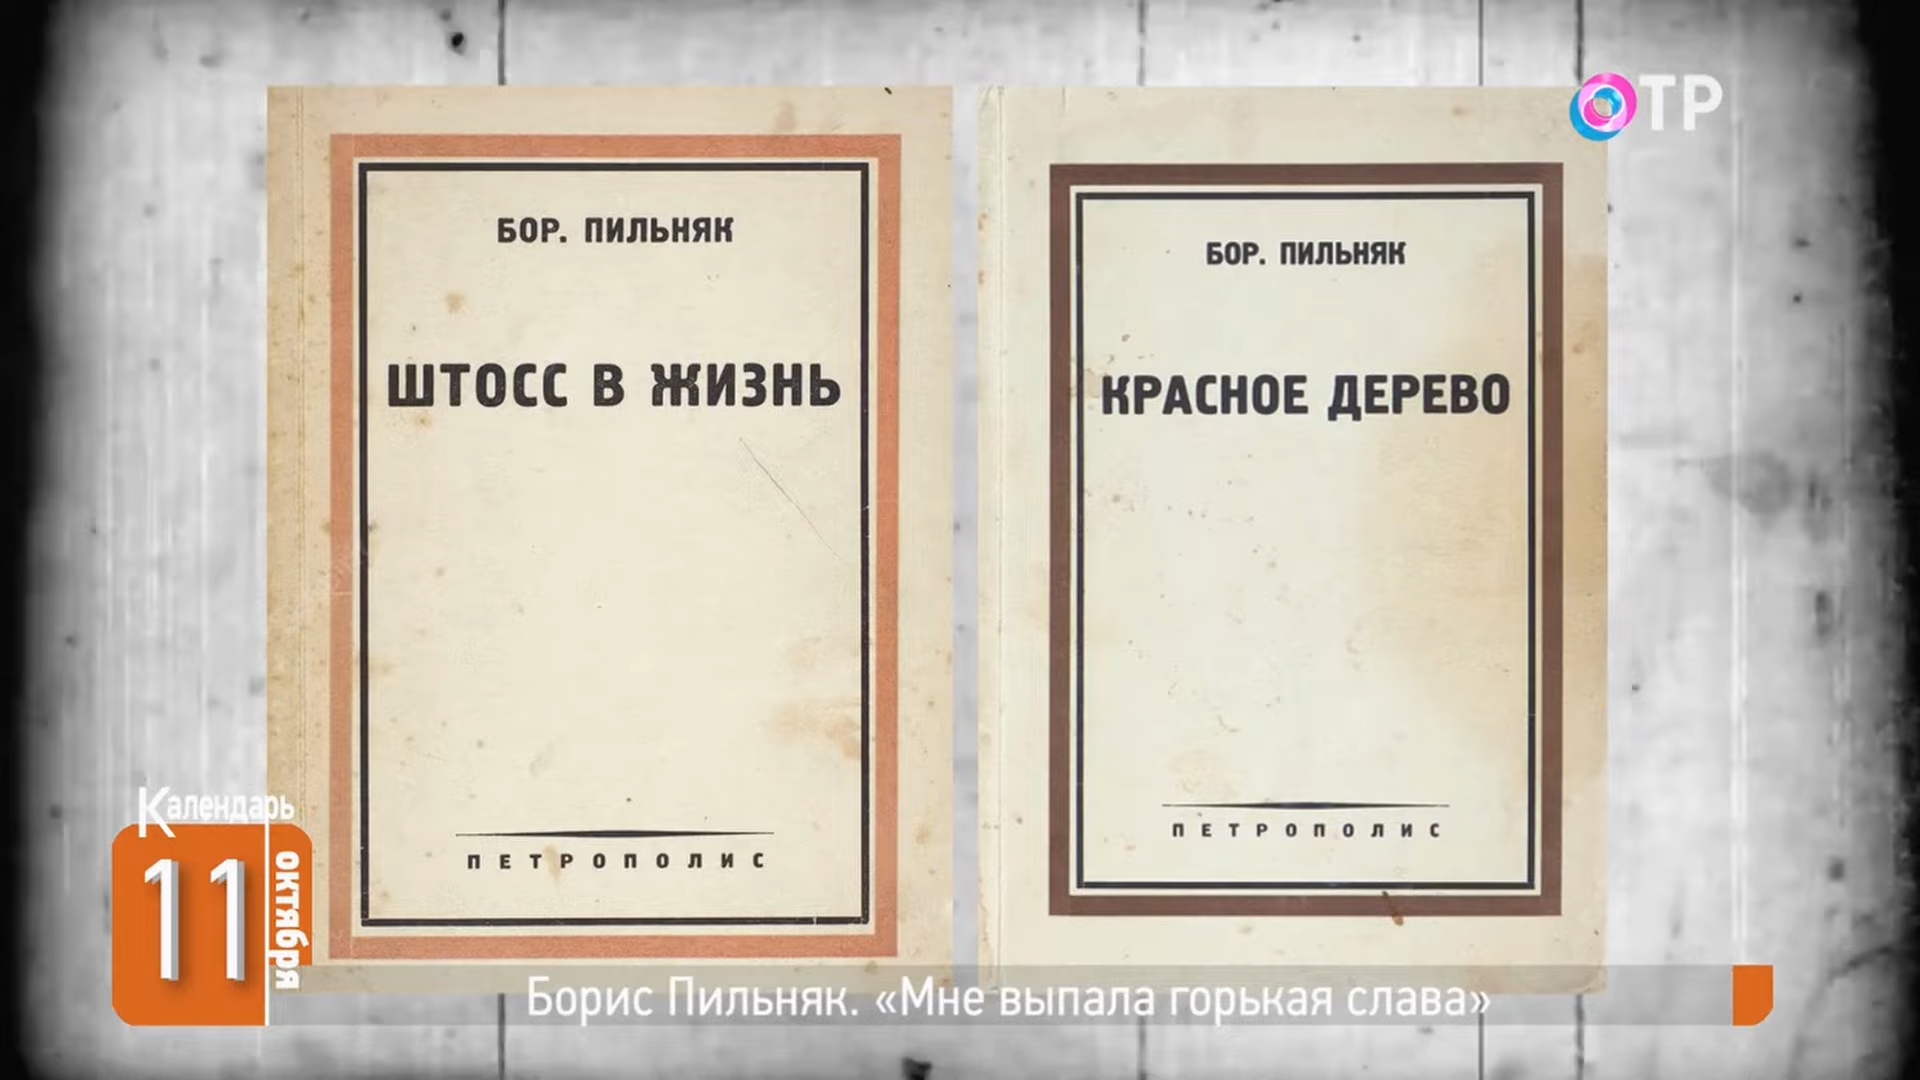 ОТР
БОР. ПИЛЬНЯК
ШТОСС В ЖИЗНЬ
ПЕТРОПОЛИС
БОР. ПИЛЬНЯК
КРАСНОЕ ДЕРЕВО
ПЕТРОПОЛИС
Календарь
11
октября
Борис Пильняк. «Мне выпала горькая слава»